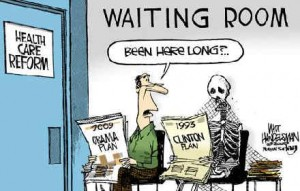 WAITING ROOM
HEALTH
CARE
REFORM
BEEN HERE LONG?..
2009
OBAMA
PLAN
1993
CLINTON
PLAN
WALT
HANDELSMAN